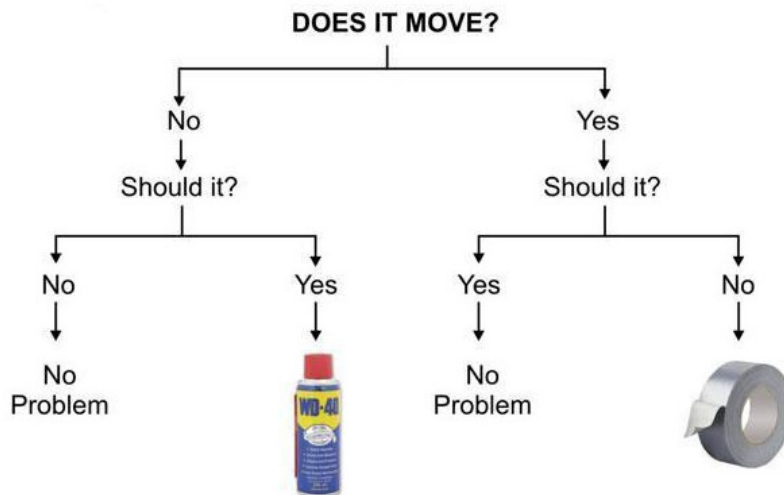 DOES IT MOVE?
No
Yes
Should it?
Should it?
No
Yes
Yes
No
No
Problem
WD-40
No
Problem